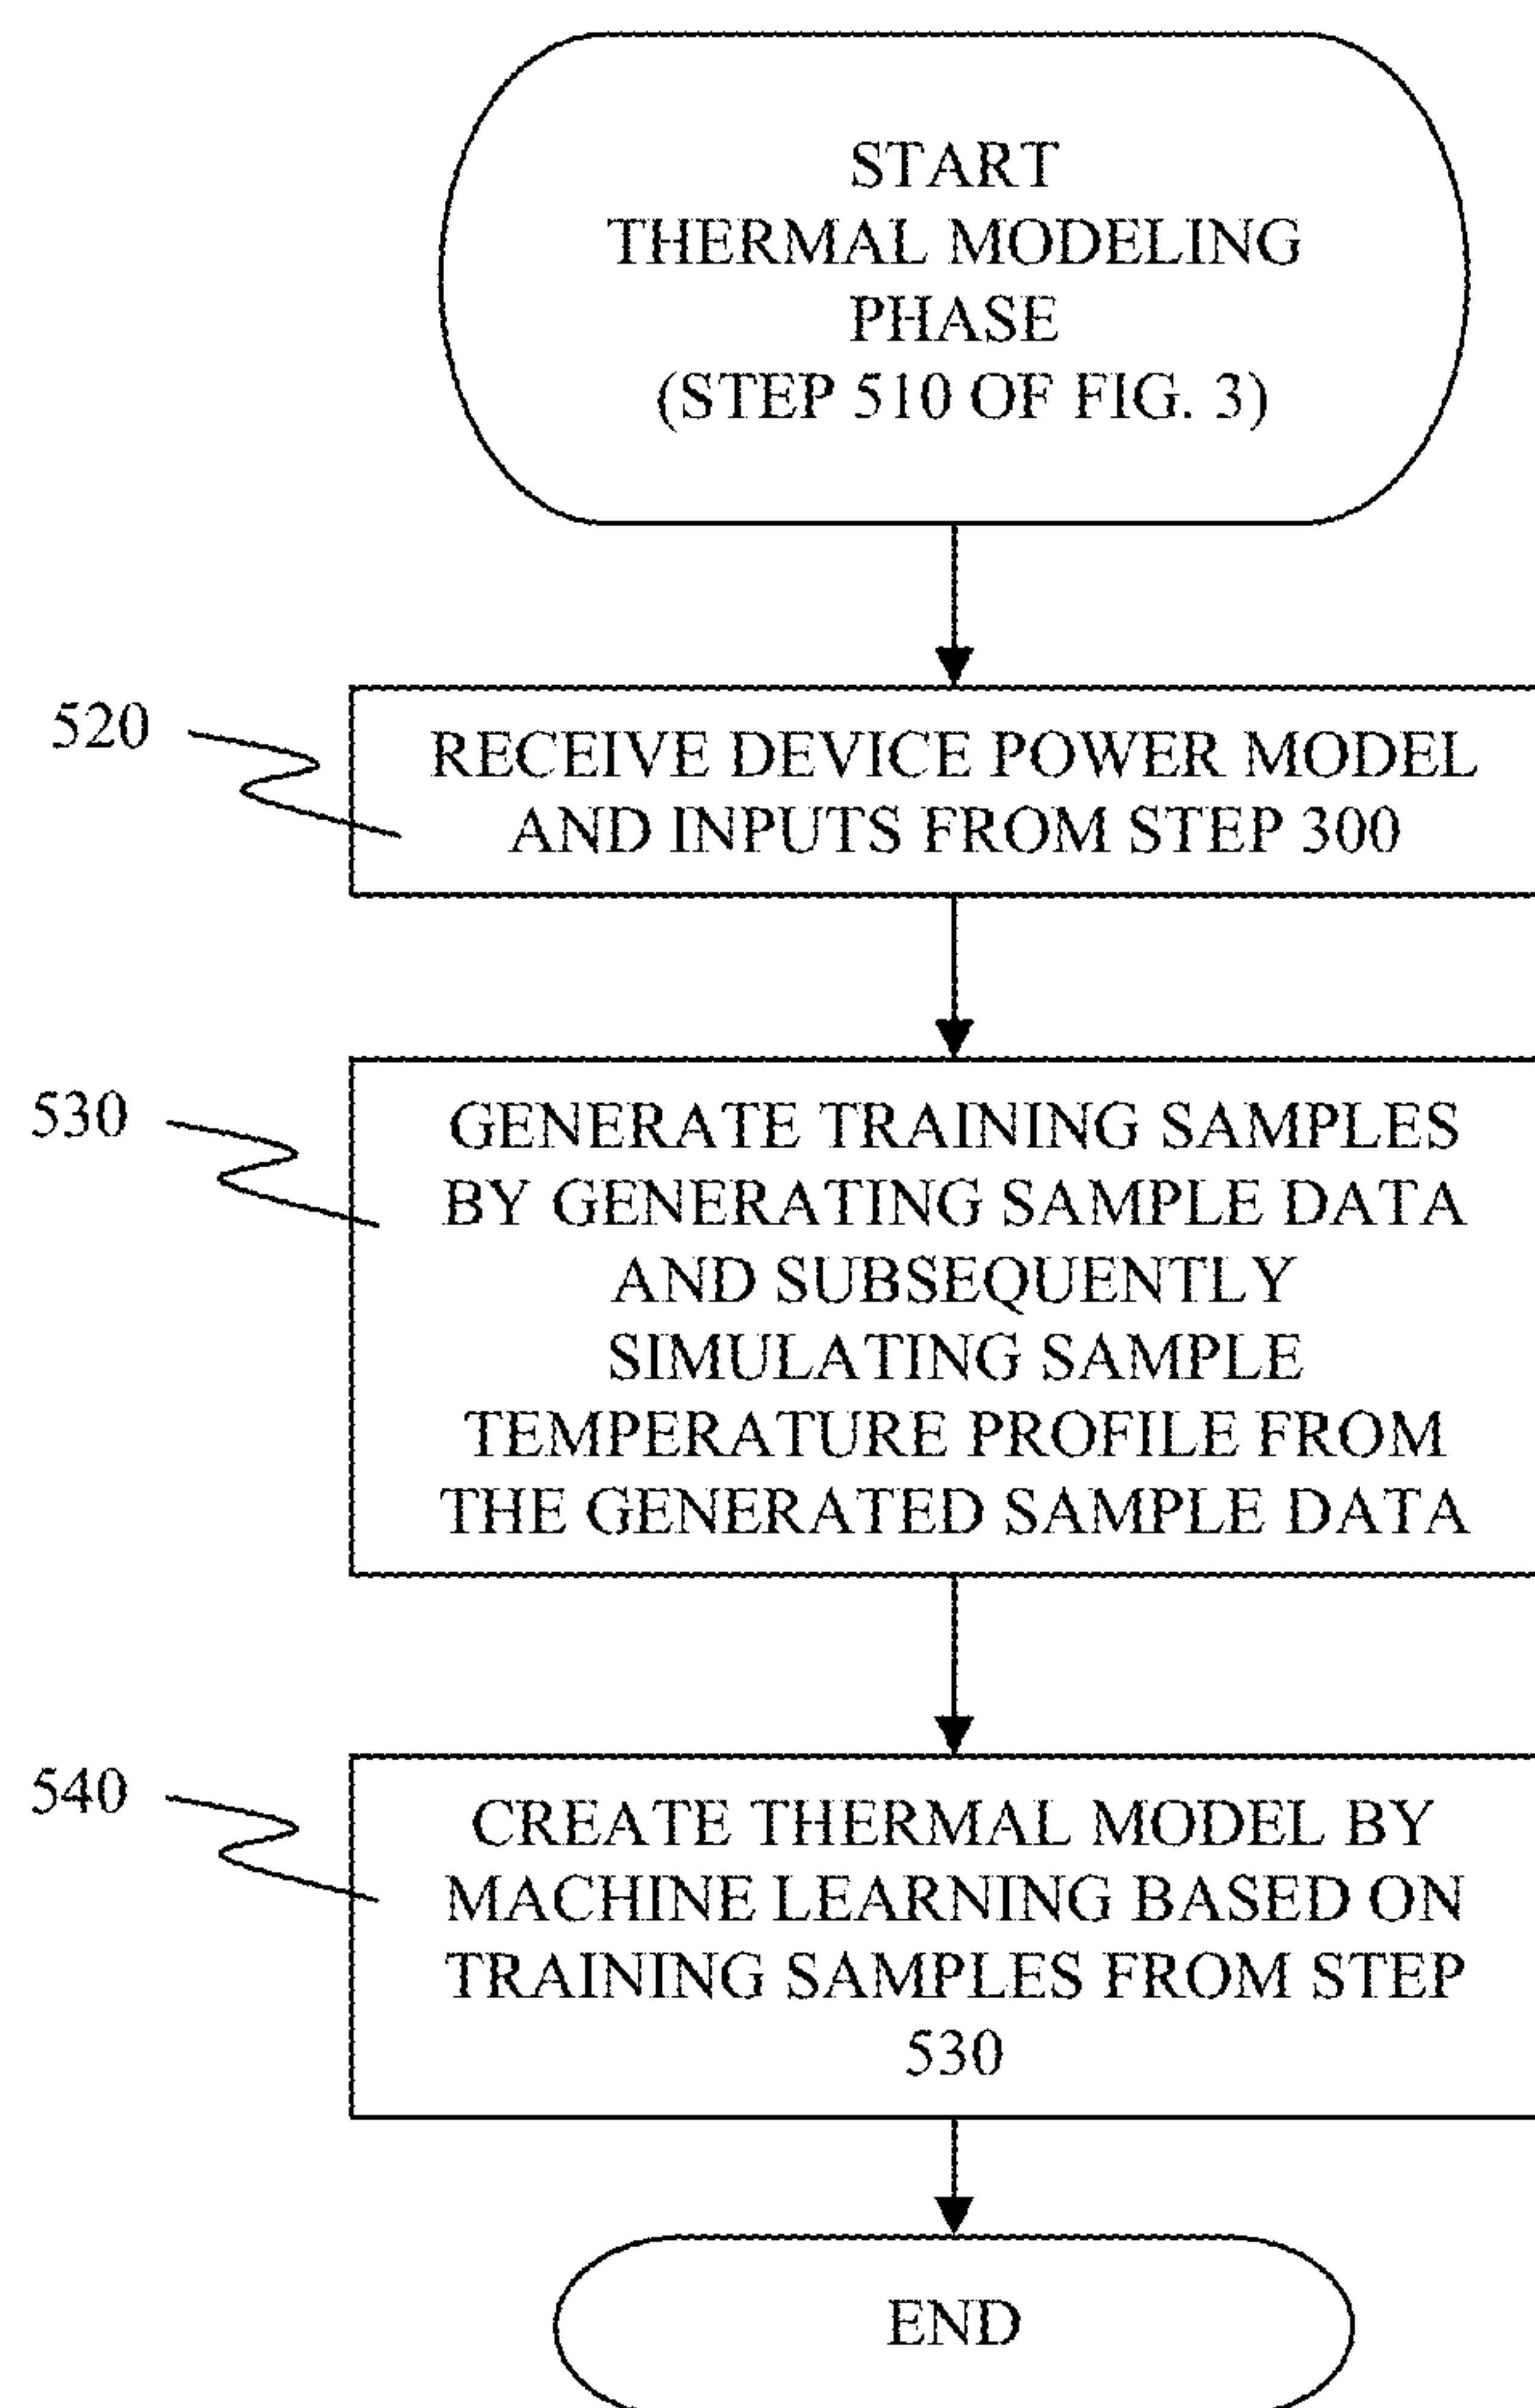 START
THERMAL MODELING
PHASE
(STEP 510 OF FIG. 3)
520
RECEIVE DEVICE POWER MODEL
AND INPUTS FROM STEP 300
530
GENERATE TRAINING SAMPLES
BY GENERATING SAMPLE DATA
AND SUBSEQUENTLY
SIMULATING SAMPLE
TEMPERATURE PROFILE FROM
THE GENERATED SAMPLE DATA
540
CREATE THERMAL MODEL BY
MACHINE LEARNING BASED ON
TRAINING SAMPLES FROM STEP
530
END